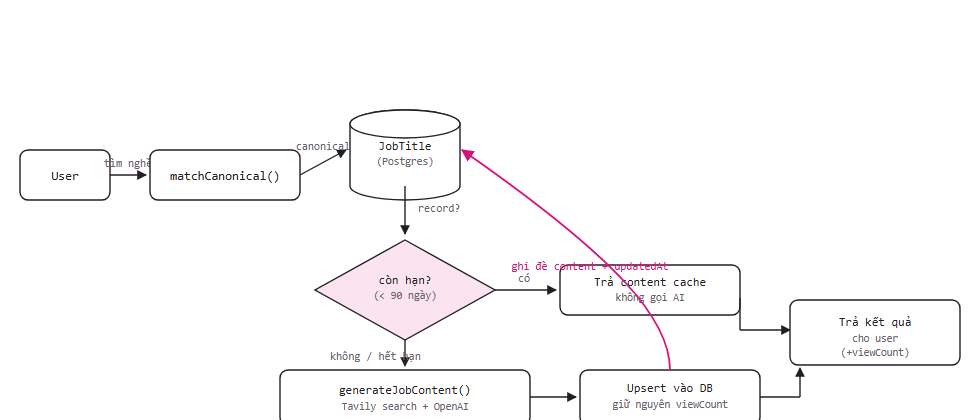 User
tìm nghề
matchCanonical()
canonical
JobTitle
(Postgres)
record?
còn hạn?
(< 90 ngày)
ghi đè content + updatedAt
có
Trả content cache
không gọi AI
Trả kết quả
cho user
(+viewCount)
không / hết hạn
generateJobContent()
Tavily search + OpenAI
Upsert vào DB
giữ nguyên viewCount